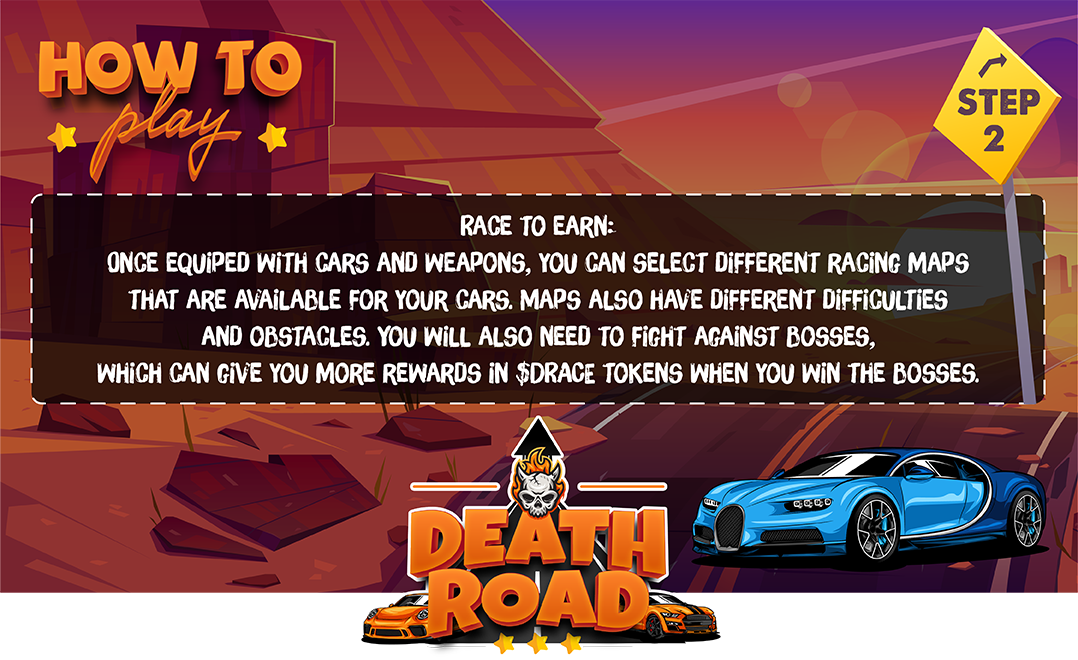 HOW TO
play
STEP
2
RACE TO EARN:
ONCE EQUIPED WITH CARS AND WEAPONS, YOU CAN SELECT DIFFERENT RACING MAPS
THAT ARE AVAILABLE FOR YOUR CARS. MAPS ALSO HAVE DIFFERENT DIFFICULTIES
AND OBSTACLES. YOU WILL ALSO NEED TO FIGHT AGAINST BOSSES,
WHICH CAN GIVE YOU MORE REWARDS IN $DRACE TOKENS WHEN YOU WIN THE BOSSES.
DEATH
ROAD